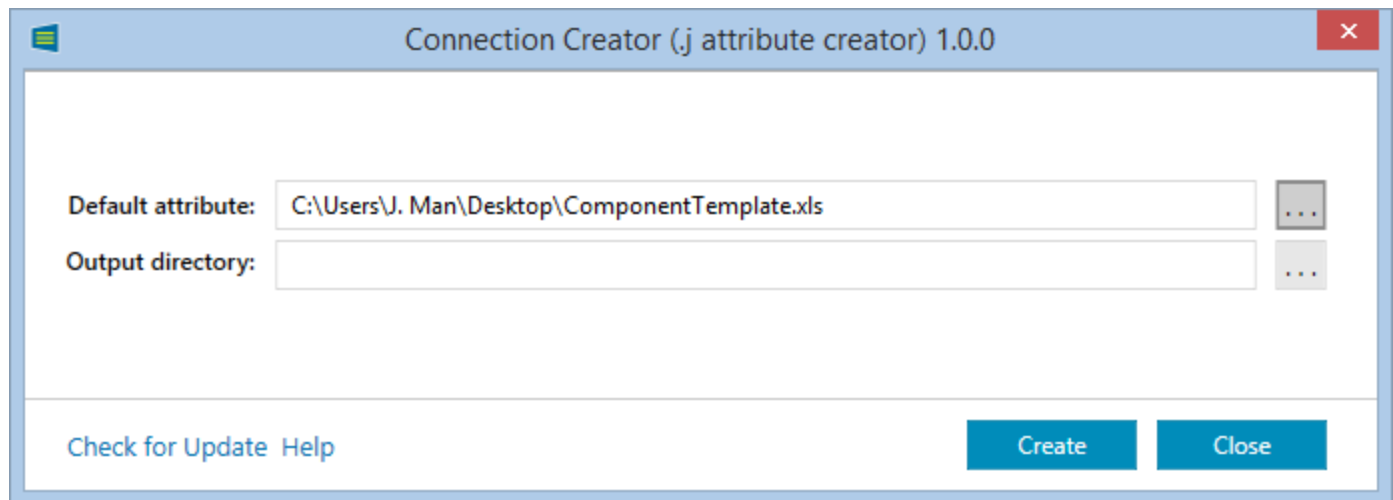 Connection Creator (.j attribute creator) 1.0.0
Default attribute: C:\Users\J. Man\Desktop\ComponentTemplate.xls ...
Output directory: ...
Check for Update Help Create Close